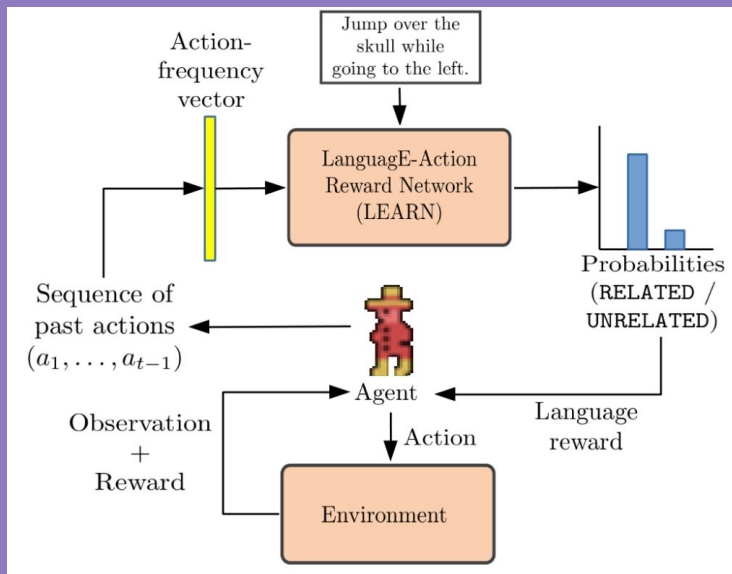 Jump over the
skull while
going to the left.
Action-
frequency
vector
LanguagE-Action
Reward Network
(LEARN)
Probabilities
(RELATED /
UNRELATED)
Sequence of
past actions
(a₁, . . . , aₜ₋₁)
Agent
Language
reward
Observation
+
Reward
Action
Environment